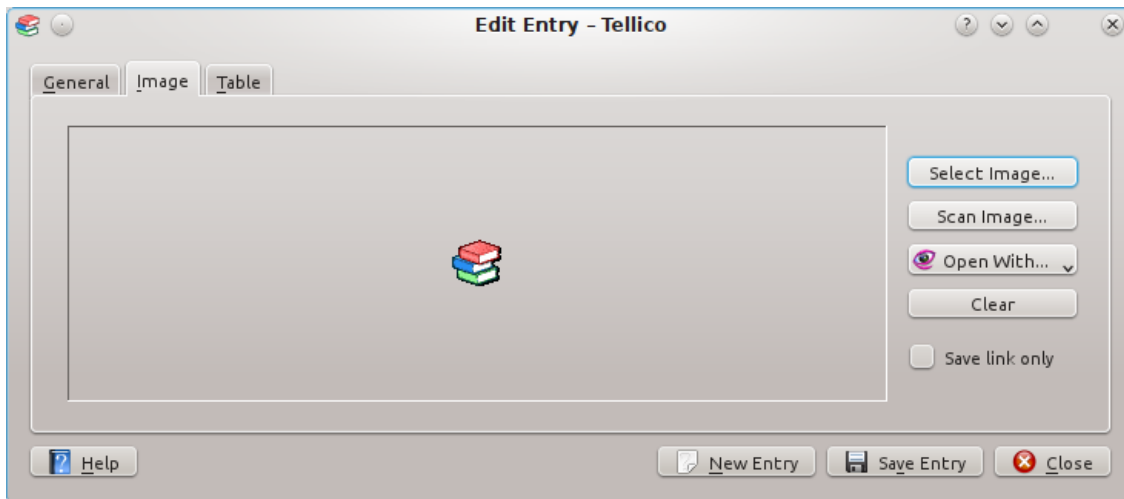 Edit Entry – Tellico
General Image Table
Select Image...
Scan Image...
Open With...
Clear
Save link only
Help New Entry Save Entry Close